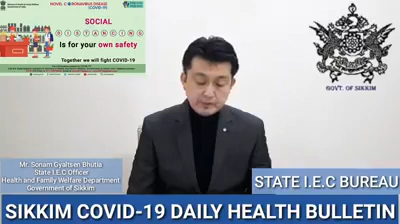 NOVEL CORONAVIRUS DISEASE
(COVID-19)
SOCIAL
DISTANCING
Is for your own safety
Together we will fight COVID-19
GOVT. OF SIKKIM
Mr. Sonam Gyaltsen Bhutia
State I.E.C Officer
Health and Family Welfare Department
Government of Sikkim
STATE I.E.C BUREAU
SIKKIM COVID-19 DAILY HEALTH BULLETIN